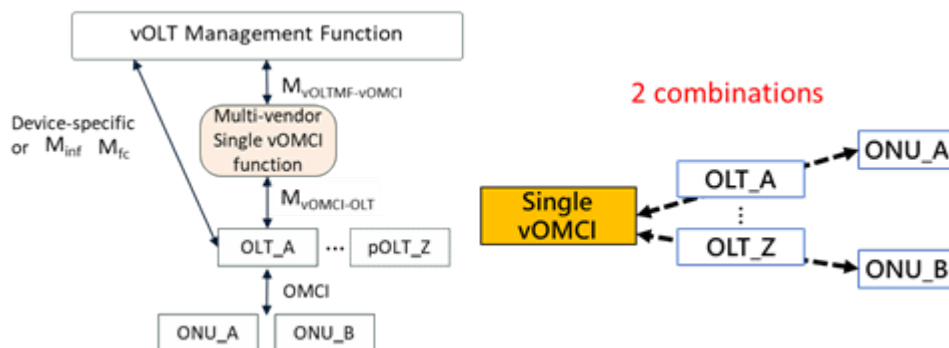 vOLT Management Function
MvOLTMF-vOMCI
Device-specific
or Minf Mfc
Multi-vendor
Single vOMCI
function
MvOMCI-OLT
OLT_A ... pOLT_Z
OMCI
ONU_A ONU_B
2 combinations
ONU_A
OLT_A
Single
vOMCI
⋮
OLT_Z
ONU_B